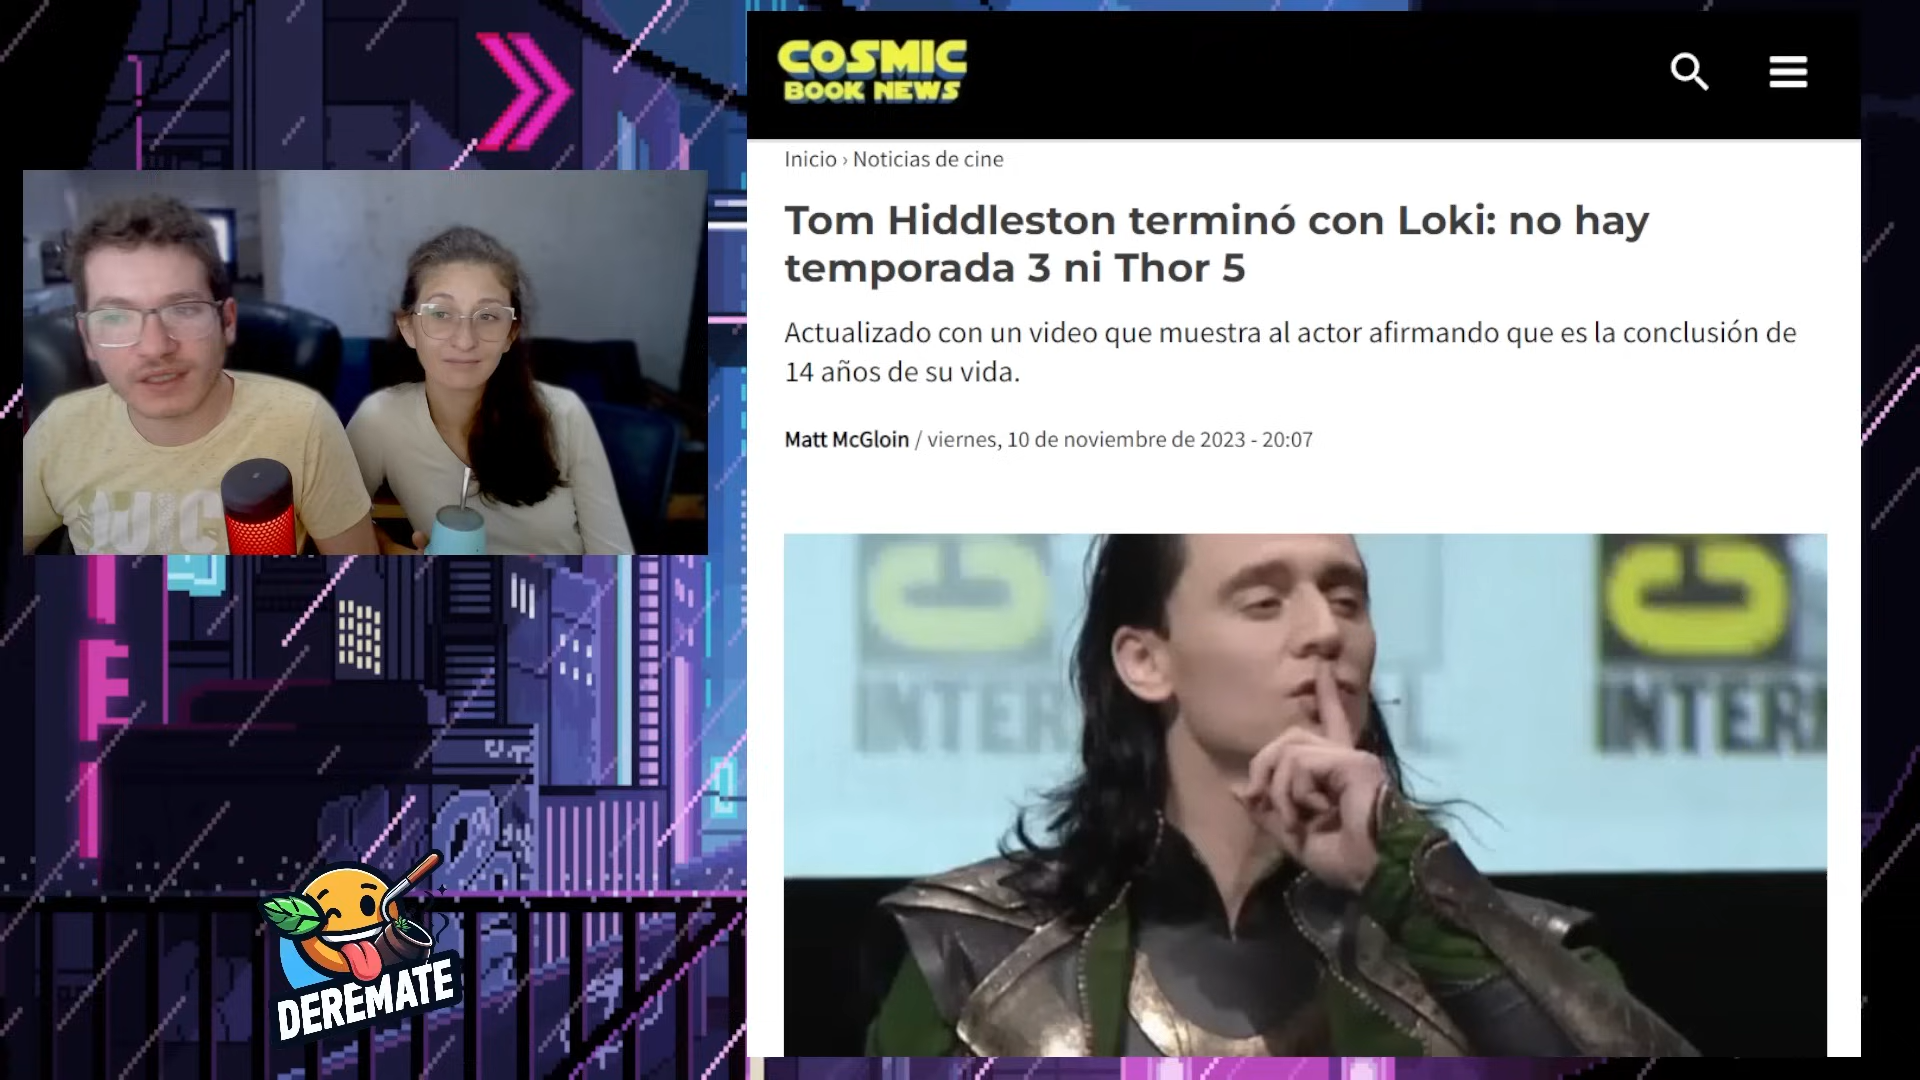 COSMIC
BOOK NEWS
Inicio › Noticias de cine
Tom Hiddleston terminó con Loki: no hay
temporada 3 ni Thor 5
Actualizado con un video que muestra al actor afirmando que es la conclusión de
14 años de su vida.
Matt McGloin / viernes, 10 de noviembre de 2023 - 20:07
INTER
INTER
DEREMATE